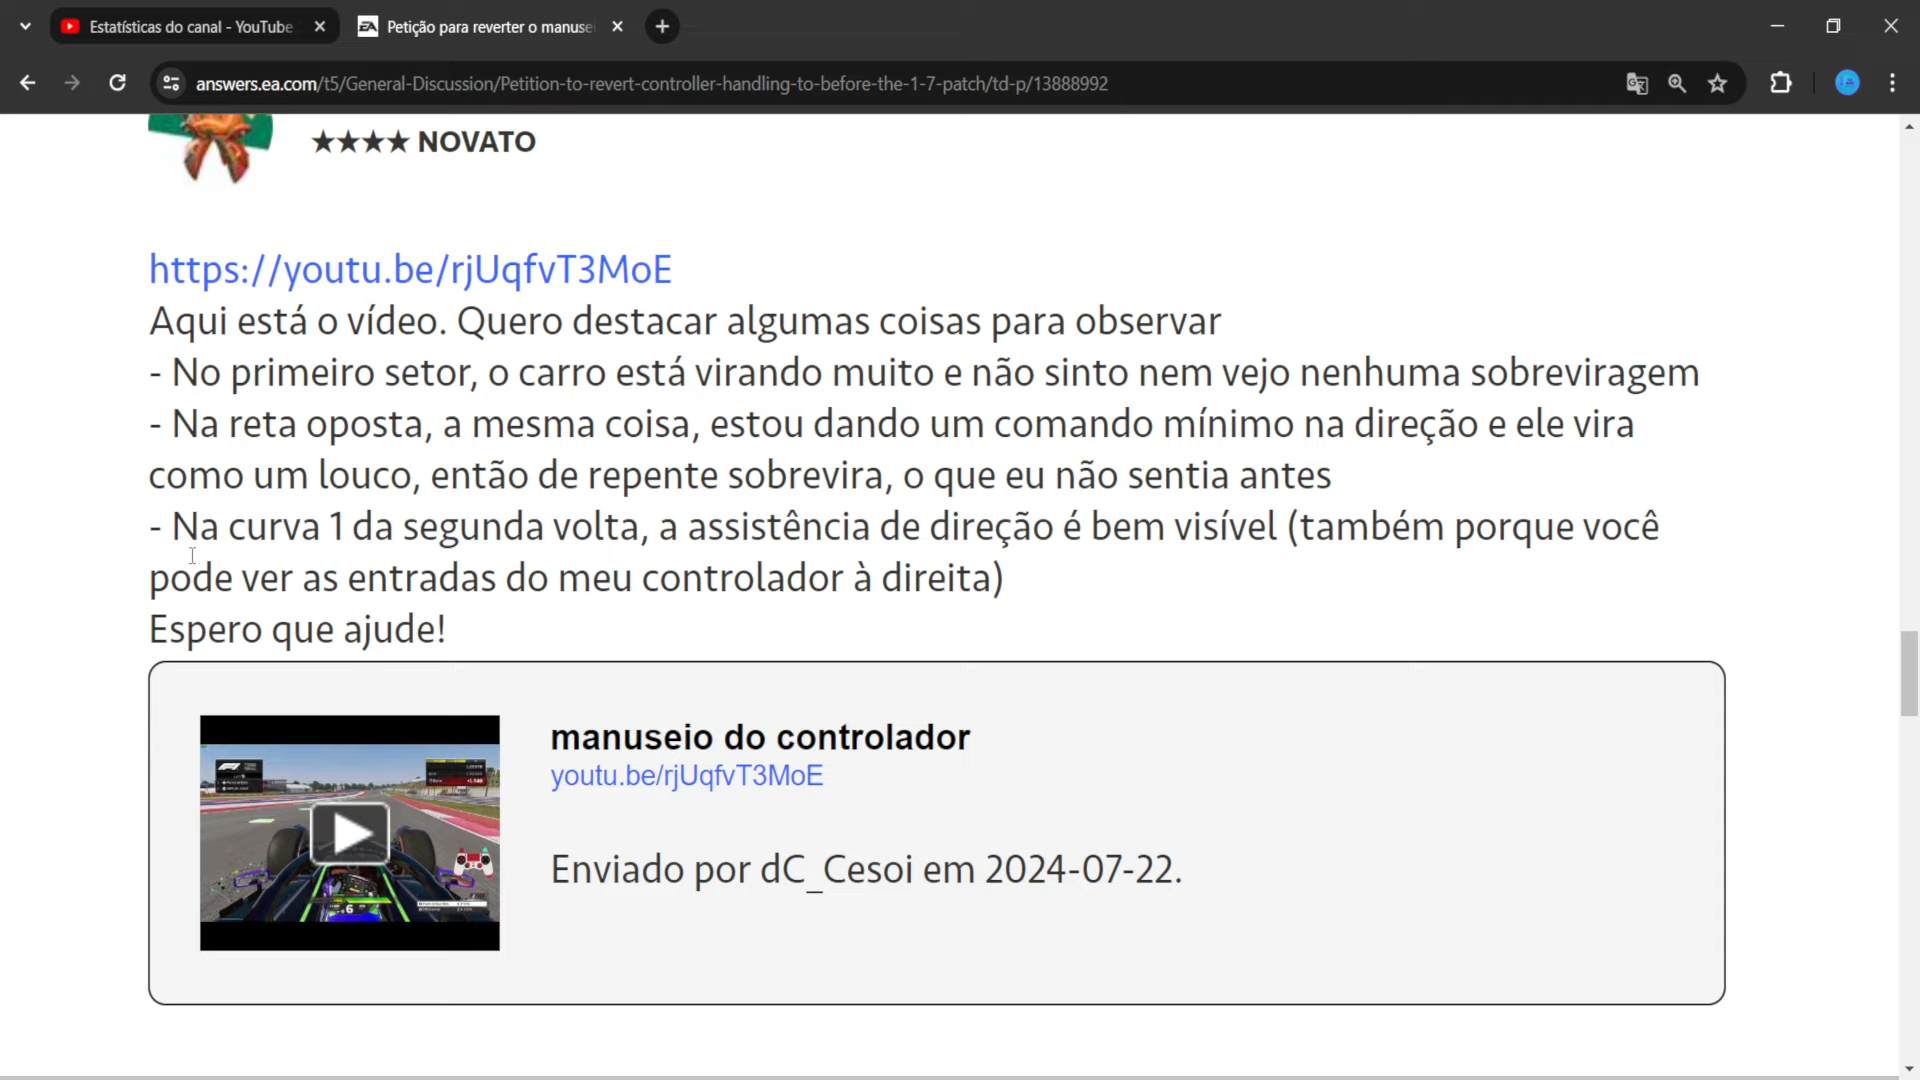 Estatísticas do canal - YouTube
EA
Petição para reverter o manuse
answers.ea.com/t5/General-Discussion/Petition-to-revert-controller-handling-to-before-the-1-7-patch/td-p/13888992
★★★★ NOVATO
https://youtu.be/rjUqfvT3MoE
Aqui está o vídeo. Quero destacar algumas coisas para observar
- No primeiro setor, o carro está virando muito e não sinto nem vejo nenhuma sobreviragem
- Na reta oposta, a mesma coisa, estou dando um comando mínimo na direção e ele vira
como um louco, então de repente sobrevira, o que eu não sentia antes
- Na curva 1 da segunda volta, a assistência de direção é bem visível (também porque você
pode ver as entradas do meu controlador à direita)
Espero que ajude!
manuseio do controlador
youtu.be/rjUqfvT3MoE
Enviado por dC_Cesoi em 2024-07-22.